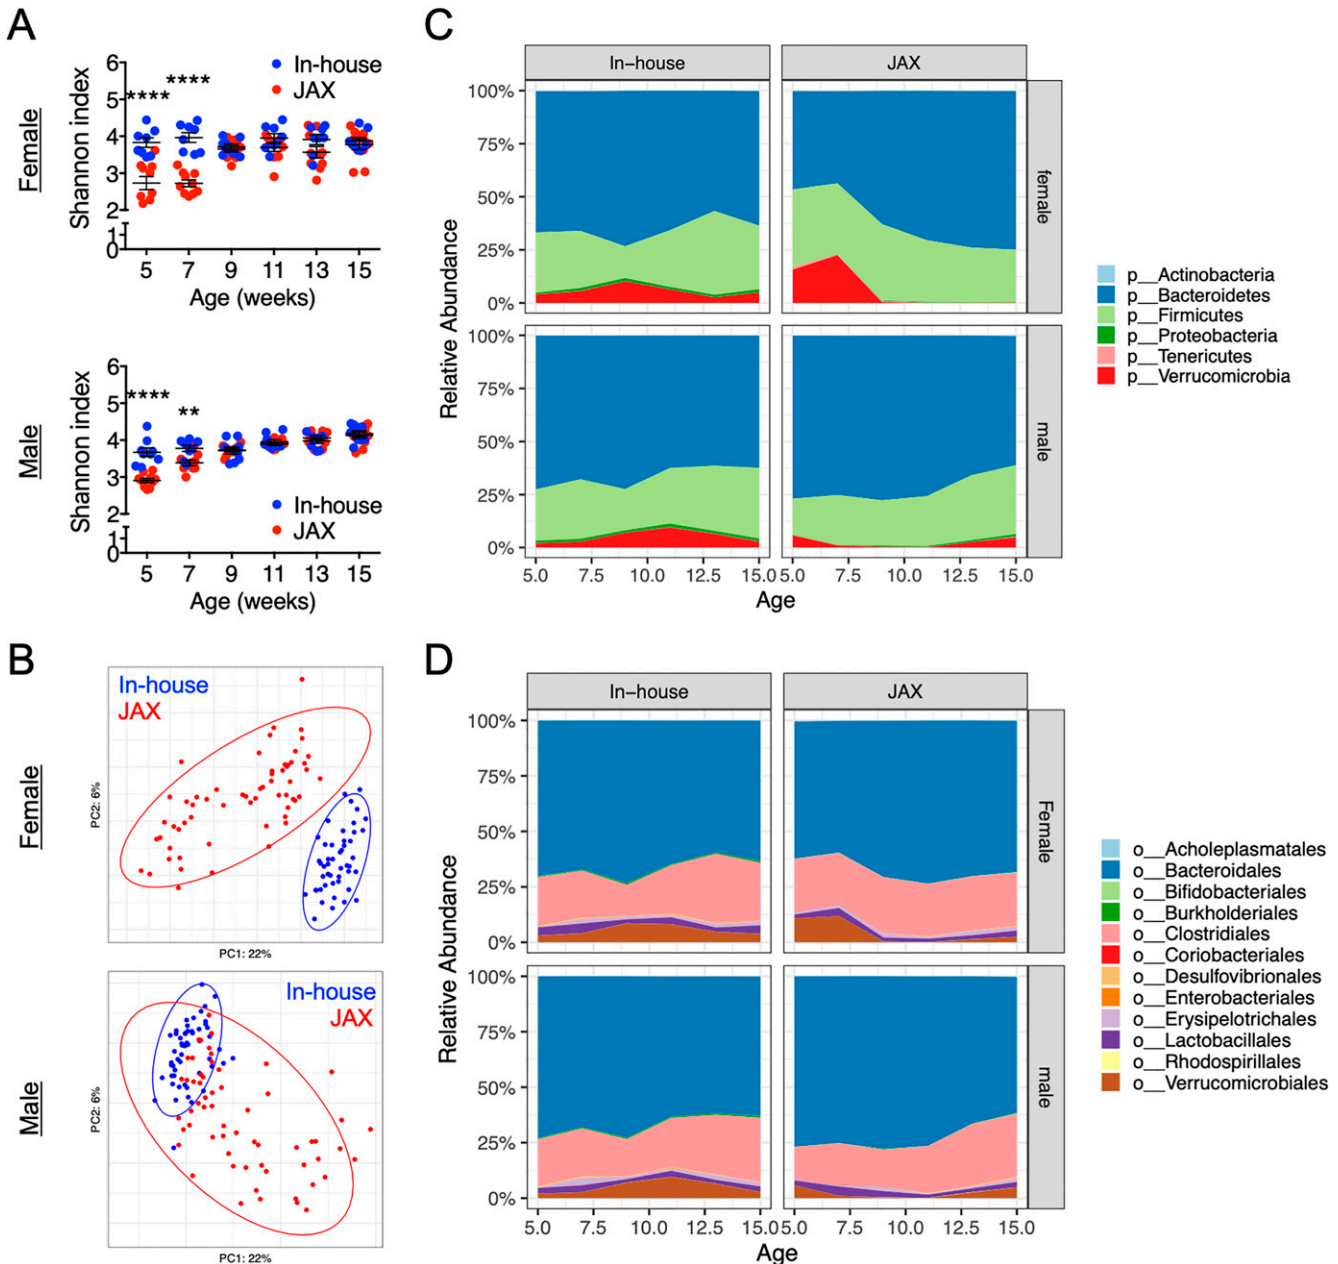 A
Female
Shannon index
6
5
4
3
2
1
0
**** ****
In-house
JAX
5 7 9 11 13 15
Age (weeks)
Male
Shannon index
6
5
4
3
2
1
0
**** **
In-house
JAX
5 7 9 11 13 15
Age (weeks)
B
Female
In-house
JAX
PC2: 6%
PC1: 22%
Male
In-house
JAX
PC2: 6%
PC1: 22%
C
In-house JAX
Relative Abundance
100%
75%
50%
25%
0%
female
100%
75%
50%
25%
0%
male
5.0 7.5 10.0 12.5 15.0 5.0 7.5 10.0 12.5 15.0
Age
p__Actinobacteria
p__Bacteroidetes
p__Firmicutes
p__Proteobacteria
p__Tenericutes
p__Verrucomicrobia
D
In-house JAX
Relative Abundance
100%
75%
50%
25%
0%
Female
100%
75%
50%
25%
0%
male
5.0 7.5 10.0 12.5 15.0 5.0 7.5 10.0 12.5 15.0
Age
o__Acholeplasmatales
o__Bacteroidales
o__Bifidobacteriales
o__Burkholderiales
o__Clostridiales
o__Coriobacteriales
o__Desulfovibrionales
o__Enterobacteriales
o__Erysipelotrichales
o__Lactobacillales
o__Rhodospirillales
o__Verrucomicrobiales